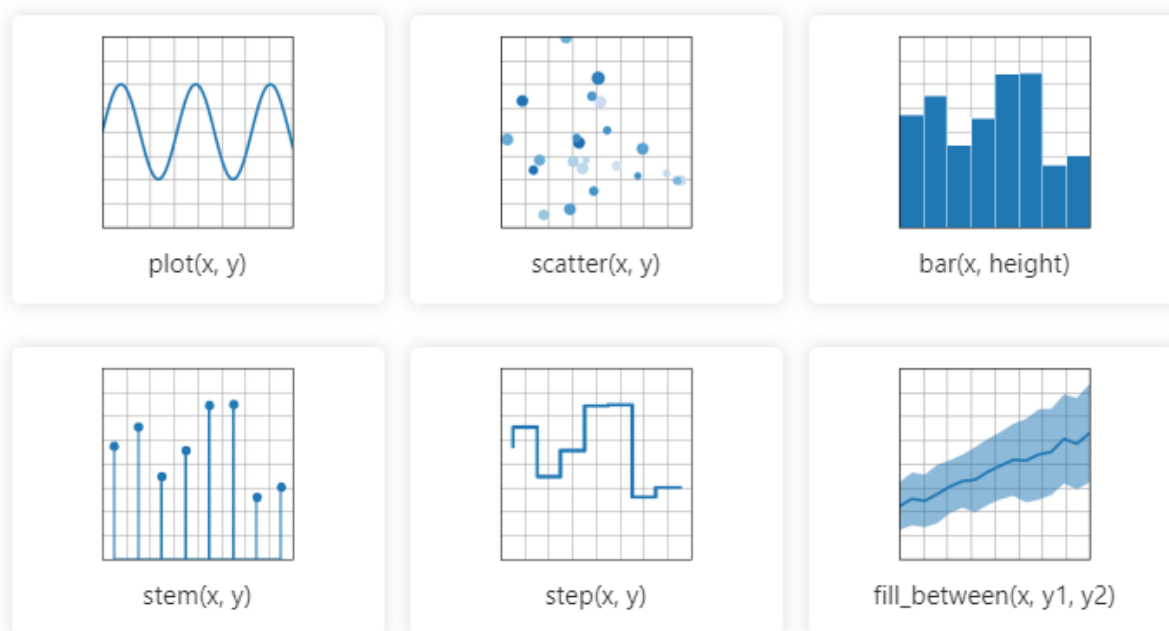 plot(x, y)
scatter(x, y)
bar(x, height)
stem(x, y)
step(x, y)
fill_between(x, y1, y2)